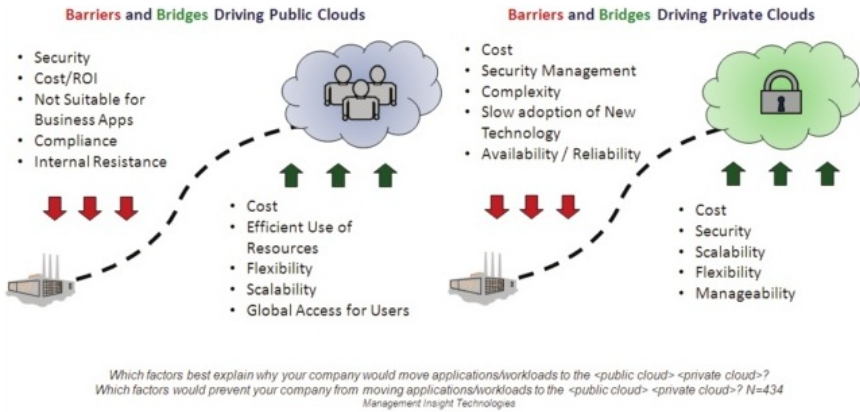 Barriers and Bridges Driving Public Clouds
• Security
• Cost/ROI
• Not Suitable for
Business Apps
• Compliance
• Internal Resistance
• Cost
• Efficient Use of
Resources
• Flexibility
• Scalability
• Global Access for Users
Barriers and Bridges Driving Private Clouds
• Cost
• Security Management
• Complexity
• Slow adoption of New
Technology
• Availability / Reliability
• Cost
• Security
• Scalability
• Flexibility
• Manageability
Which factors best explain why your company would move applications/workloads to the <public cloud> <private cloud>?
Which factors would prevent your company from moving applications/workloads to the <public cloud> <private cloud>? N=434
Management Insight Technologies